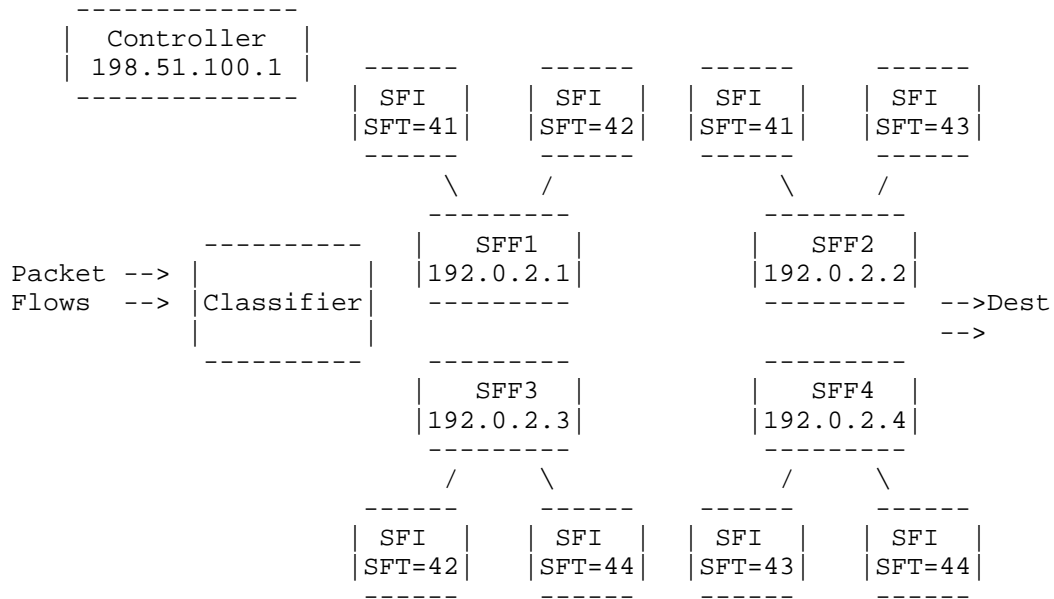 Controller
198.51.100.1
SFI SFI SFI SFI
SFT=41 SFT=42 SFT=41 SFT=43
SFF1 SFF2
Packet --> 192.0.2.1 192.0.2.2
Flows --> Classifier -->Dest
-->
SFF3 SFF4
192.0.2.3 192.0.2.4
SFI SFI SFI SFI
SFT=42 SFT=44 SFT=43 SFT=44